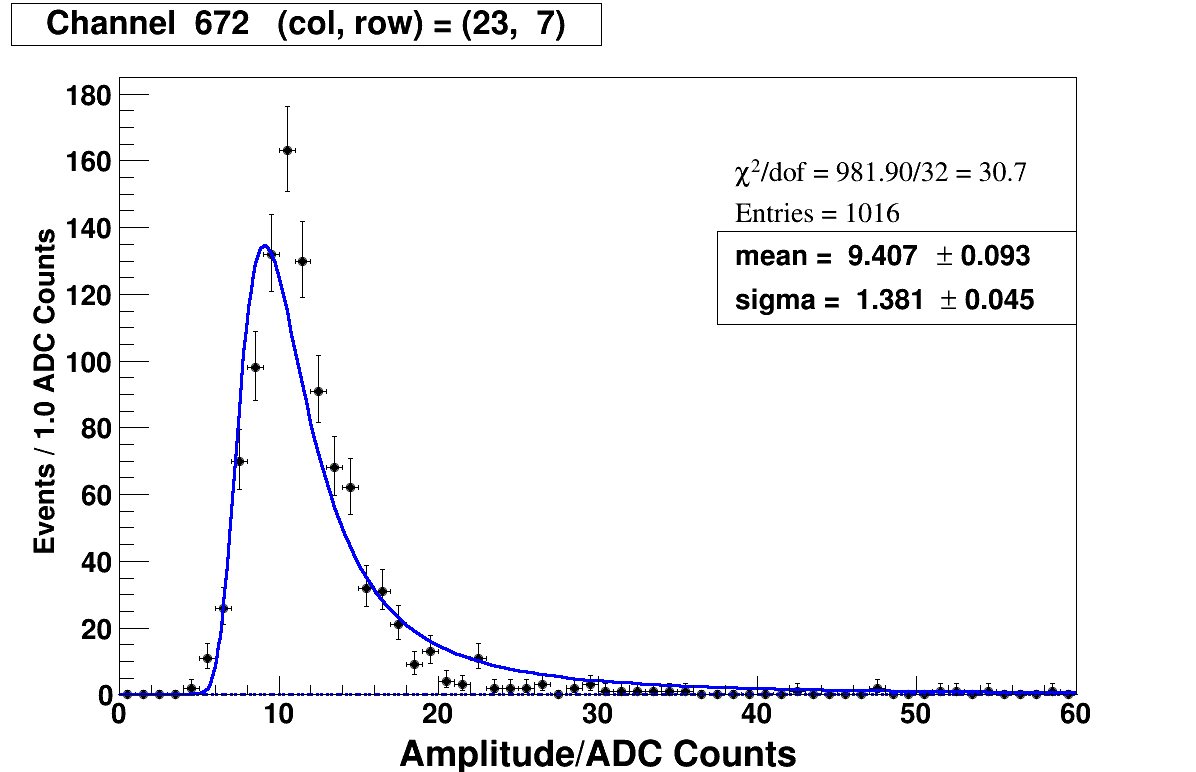 Channel 672 (col, row) = (23, 7)
χ²/dof = 981.90/32 = 30.7
Entries = 1016
mean = 9.407 ± 0.093
sigma = 1.381 ± 0.045
Events / 1.0 ADC Counts
180
160
140
120
100
80
60
40
20
0
0 10 20 30 40 50 60
Amplitude/ADC Counts